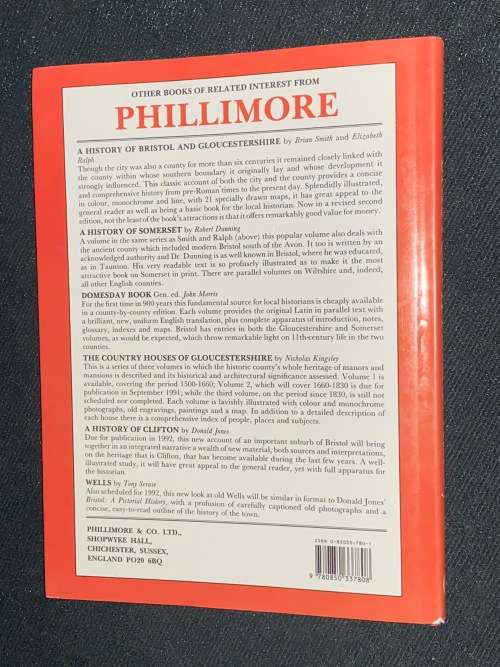 OTHER BOOKS OF RELATED INTEREST FROM
PHILLIMORE
A HISTORY OF BRISTOL AND GLOUCESTERSHIRE by Brian Smith and Elizabeth
Ralph
Though the city was also a county for more than six centuries it remained closely linked with
the county within whose southern boundary it originally lay and whose development it
strongly influenced. This classic account of both the city and the county provides a concise
and comprehensive history from pre-Roman times to the present day. Splendidly illustrated,
in colour, monochrome and line, with 21 specially drawn maps, it has great appeal to the
general reader as well as being a basic book for the local historian. Now in a revised second
edition, not the least of the book's attractions is that it offers remarkably good value for money.
A HISTORY OF SOMERSET by Robert Dunning
A volume in the same series as Smith and Ralph (above) this popular volume also deals with
the ancient county which included modern Bristol south of the Avon. It too is written by an
acknowledged authority and Dr. Dunning is as well known in Bristol, where he was educated,
as in Taunton. His very readable text is so profusely illustrated as to make it the most
attractive book on Somerset in print. There are parallel volumes on Wiltshire and, indeed,
all other English counties.
DOMESDAY BOOK Gen. ed. John Morris
For the first time in 900 years this fundamental source for local historians is cheaply available
in a county-by-county edition. Each volume provides the original Latin in parallel text with
a brilliant, new, uniform English translation, plus complete apparatus of introduction, notes,
glossary, indexes and maps. Bristol has entries in both the Gloucestershire and Somerset
volumes, as would be expected, which throw remarkable light on 11th-century life in the two
counties.
THE COUNTRY HOUSES OF GLOUCESTERSHIRE by Nicholas Kingsley
This is a series of three volumes in which the historic county's whole heritage of manors and
mansions is described and its historical and architectural significance assessed. Volume 1 is
available, covering the period 1500-1660; Volume 2, which will cover 1660-1830 is due for
publication in September 1991; while the third volume, on the period since 1830, is still not
scheduled nor completed. Each volume is lavishly illustrated with colour and monochrome
photographs, old engravings, paintings and a map. In addition to a detailed description of
each house there is a comprehensive index of people, places and subjects.
A HISTORY OF CLIFTON by Donald Jones
Due for publication in 1992, this new account of an important suburb of Bristol will bring
together in an integrated narrative a wealth of new material, both sources and interpretations,
on the heritage that is Clifton, that has become available during the last few years. A well-
illustrated study, it will have great appeal to the general reader, yet with full apparatus for
the historian.
WELLS by Tony Scrase
Also scheduled for 1992, this new look at old Wells will be similar in format to Donald Jones'
Bristol: A Pictorial History, with a profusion of carefully captioned old photographs and a
concise, easy-to-read outline of the history of the town.
PHILLIMORE & CO. LTD.,
SHOPWYKE HALL,
CHICHESTER, SUSSEX,
ENGLAND PO20 6BQ
ISBN 0-85033-780-1
9 780850 337808